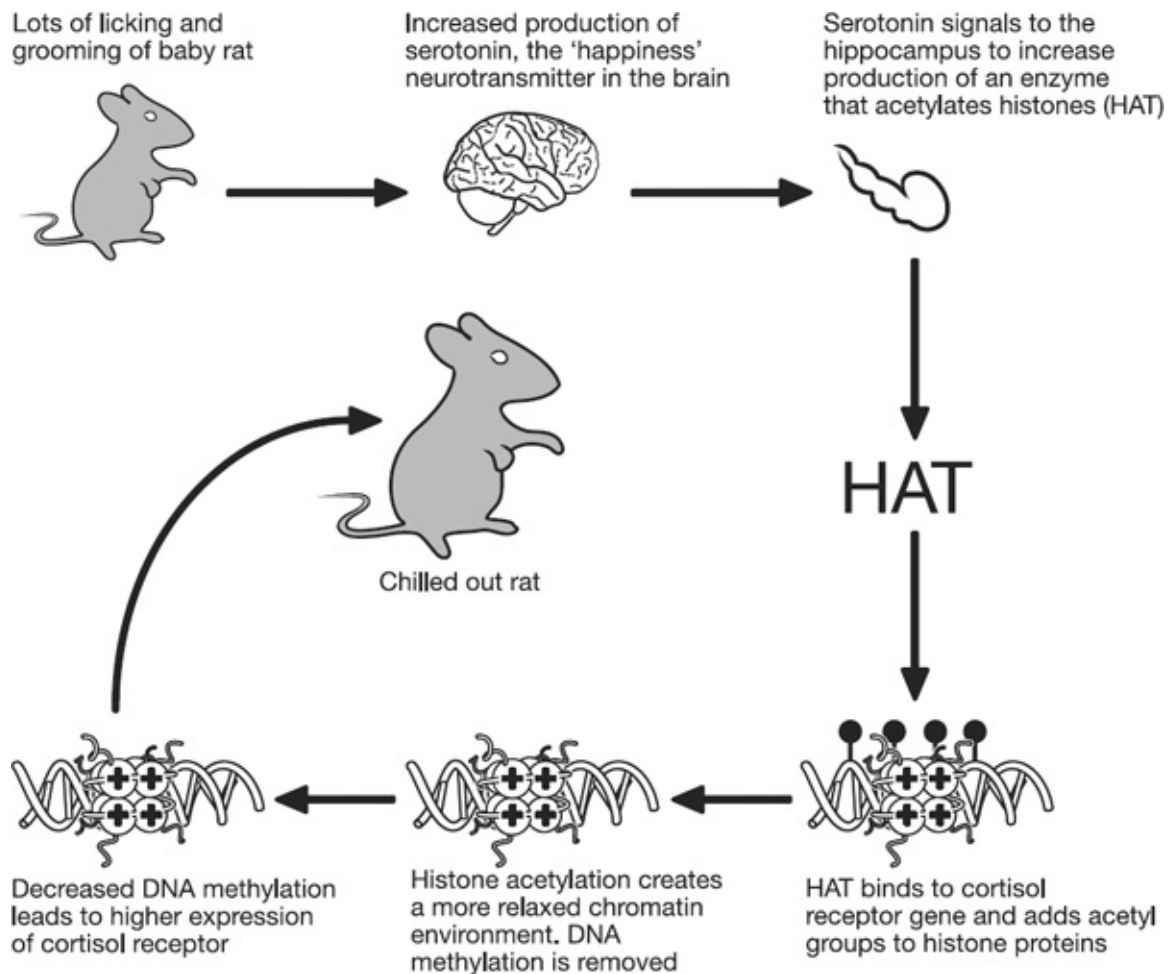 Lots of licking and
grooming of baby rat
Increased production of
serotonin, the ‘happiness’
neurotransmitter in the brain
Serotonin signals to the
hippocampus to increase
production of an enzyme
that acetylates histones (HAT)
HAT
HAT binds to cortisol
receptor gene and adds acetyl
groups to histone proteins
Histone acetylation creates
a more relaxed chromatin
environment. DNA
methylation is removed
Decreased DNA methylation
leads to higher expression
of cortisol receptor
Chilled out rat